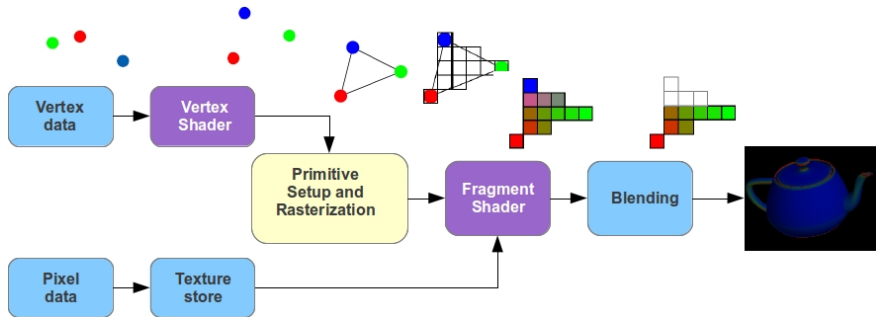 Vertex
data
Vertex
Shader
Primitive
Setup and
Rasterization
Fragment
Shader
Blending
Pixel
data
Texture
store